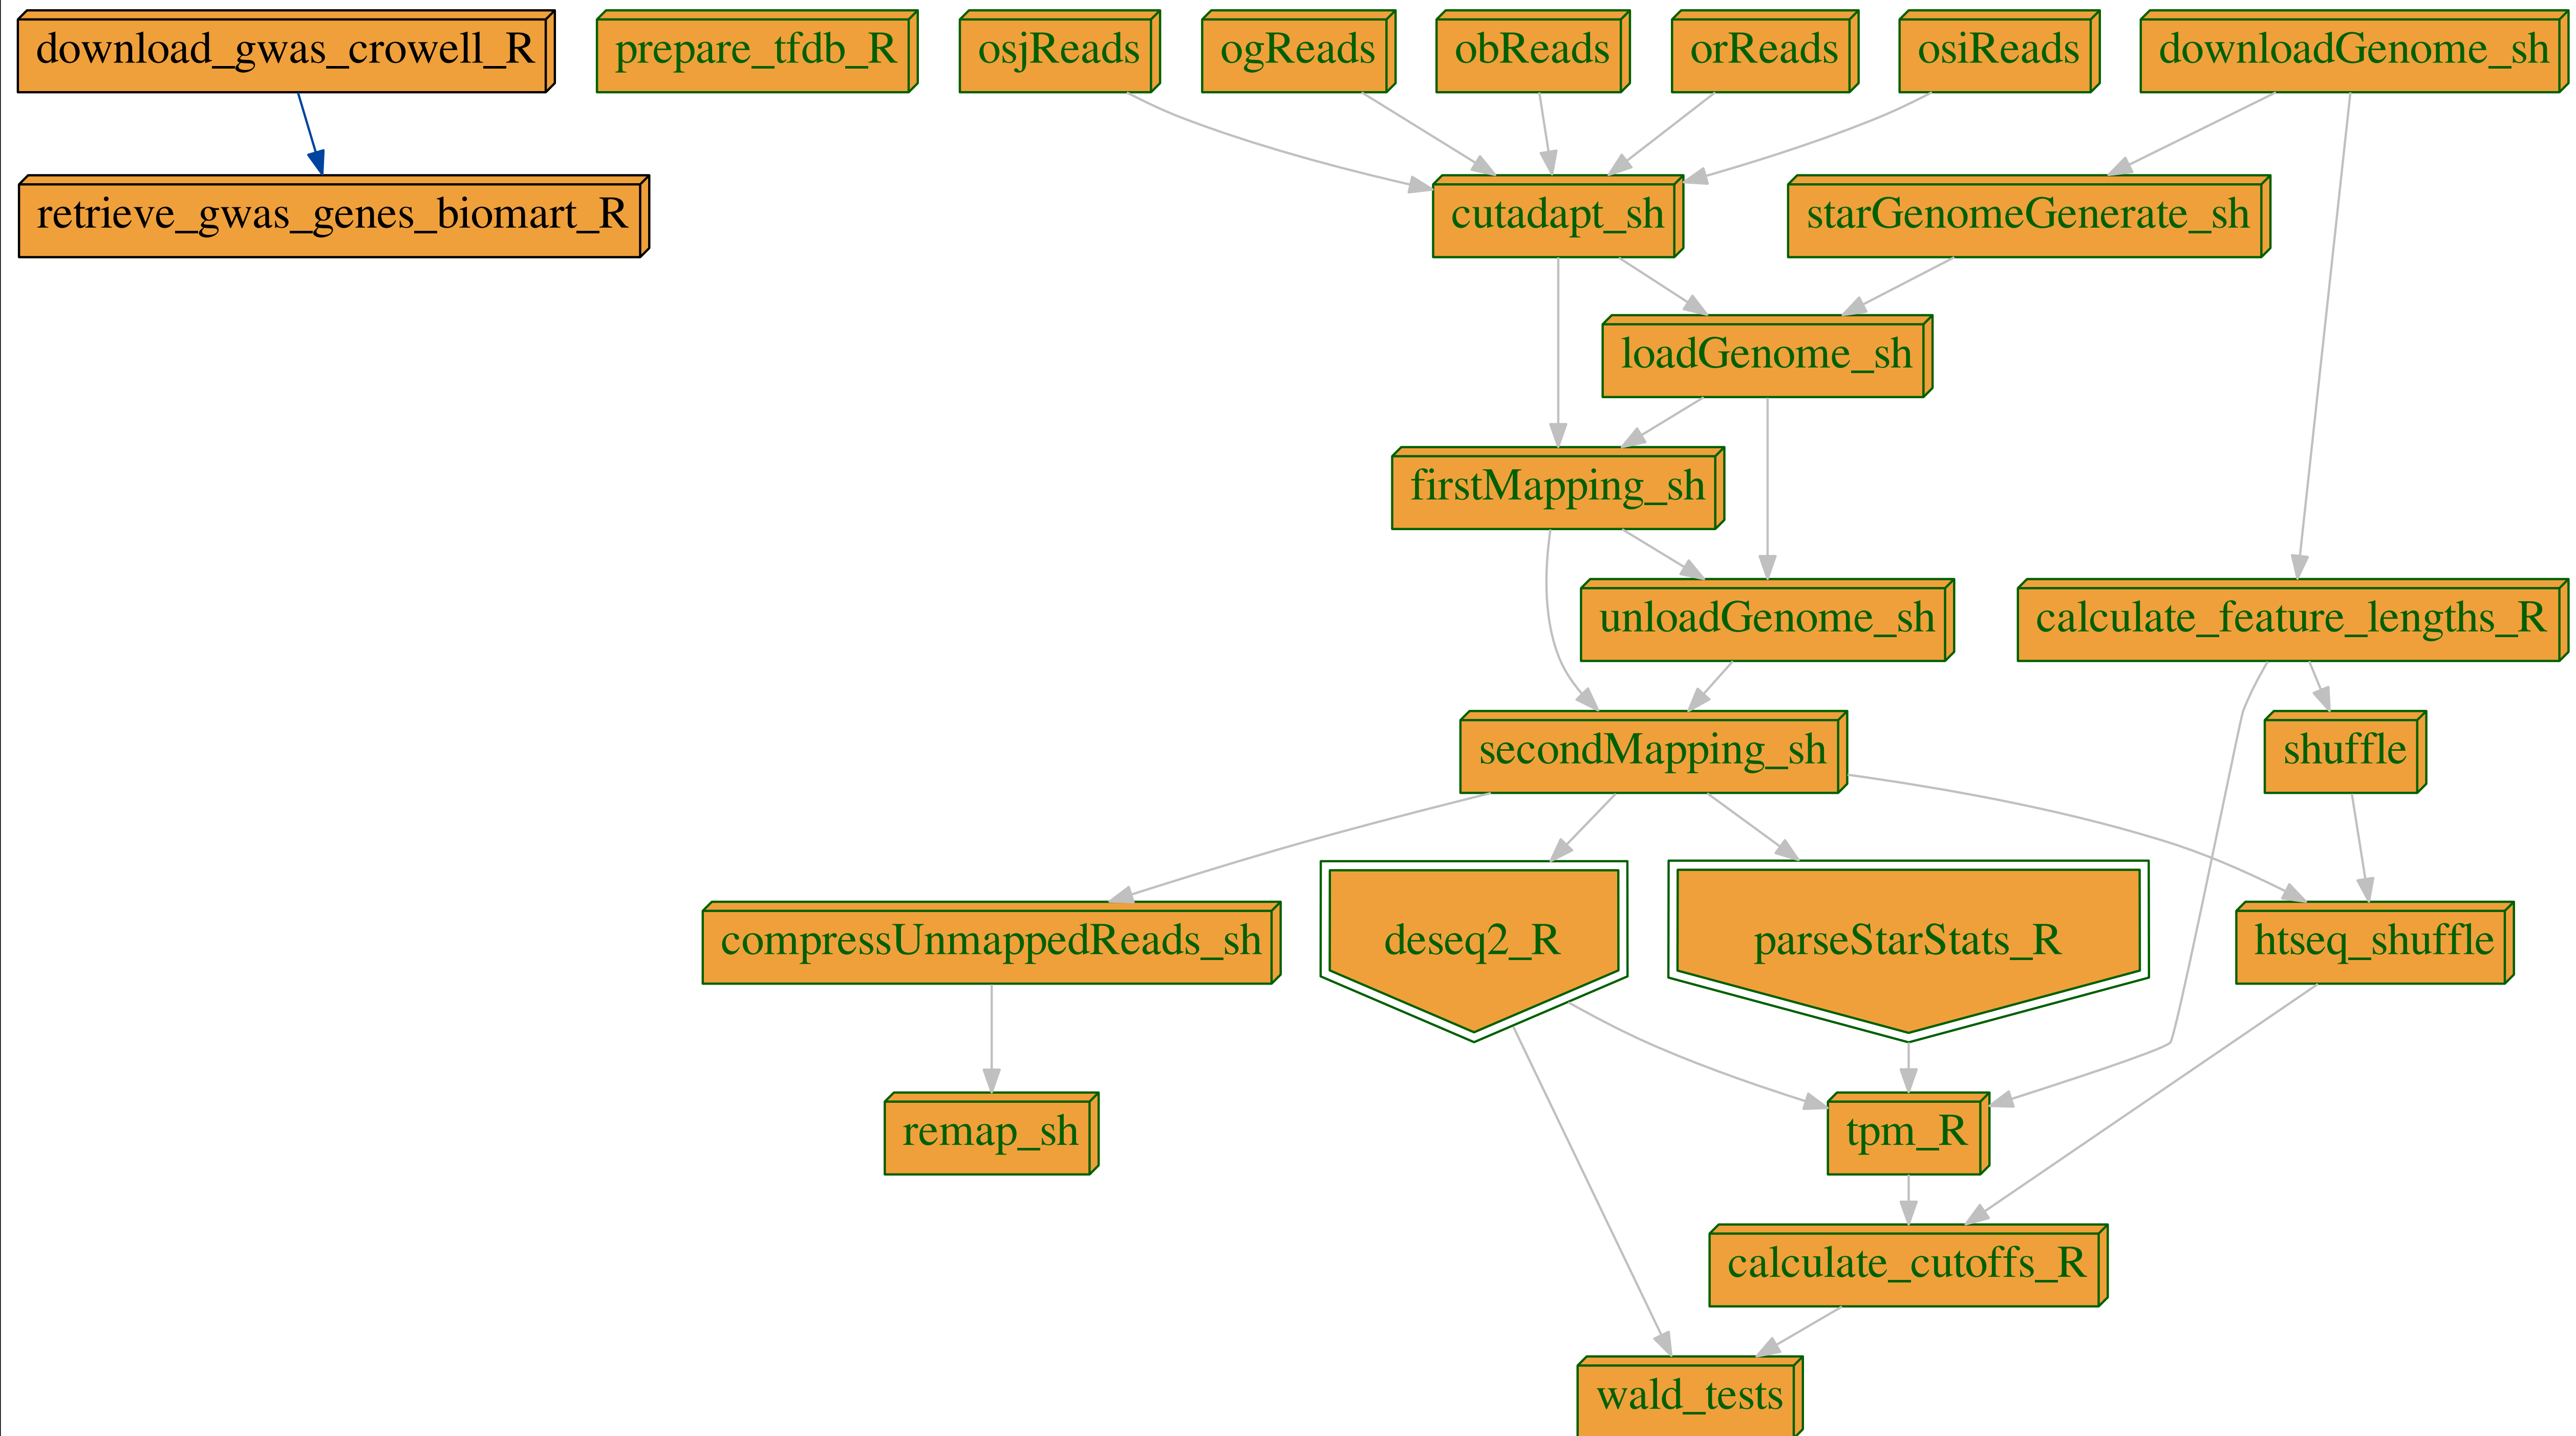 download_gwas_crowell_R
prepare_tfdb_R
osjReads
ogReads
obReads
orReads
osiReads
downloadGenome_sh
retrieve_gwas_genes_biomart_R
cutadapt_sh
starGenomeGenerate_sh
loadGenome_sh
firstMapping_sh
unloadGenome_sh
calculate_feature_lengths_R
secondMapping_sh
shuffle
compressUnmappedReads_sh
deseq2_R
parseStarStats_R
htseq_shuffle
remap_sh
tpm_R
calculate_cutoffs_R
wald_tests